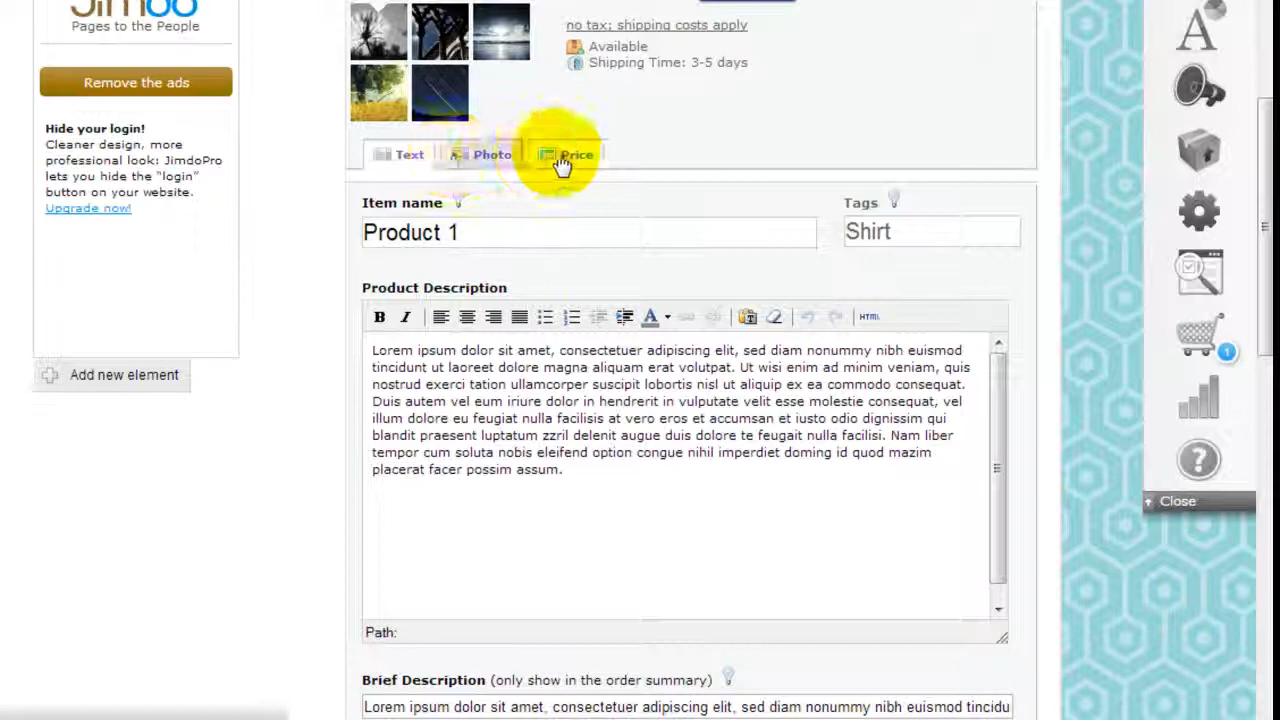 Jimdo
Pages to the People
Remove the ads
Hide your login!
Cleaner design, more
professional look: JimdoPro
lets you hide the “login”
button on your website.
Upgrade now!
Add new element
no tax; shipping costs apply
Available
Shipping Time: 3-5 days
Text
Photo
Price
Item name
Tags
Product 1
Shirt
Product Description
B I A HTML
Lorem ipsum dolor sit amet, consectetuer adipiscing elit, sed diam nonummy nibh euismod
tincidunt ut laoreet dolore magna aliquam erat volutpat. Ut wisi enim ad minim veniam, quis
nostrud exerci tation ullamcorper suscipit lobortis nisl ut aliquip ex ea commodo consequat.
Duis autem vel eum iriure dolor in hendrerit in vulputate velit esse molestie consequat, vel
illum dolore eu feugiat nulla facilisis at vero eros et accumsan et iusto odio dignissim qui
blandit praesent luptatum zzril delenit augue duis dolore te feugait nulla facilisi. Nam liber
tempor cum soluta nobis eleifend option congue nihil imperdiet doming id quod mazim
placerat facer possim assum.
Path:
Brief Description (only show in the order summary)
Lorem ipsum dolor sit amet, consectetuer adipiscing elit, sed diam nonummy nibh euismod tincidu
A
1
?
Close